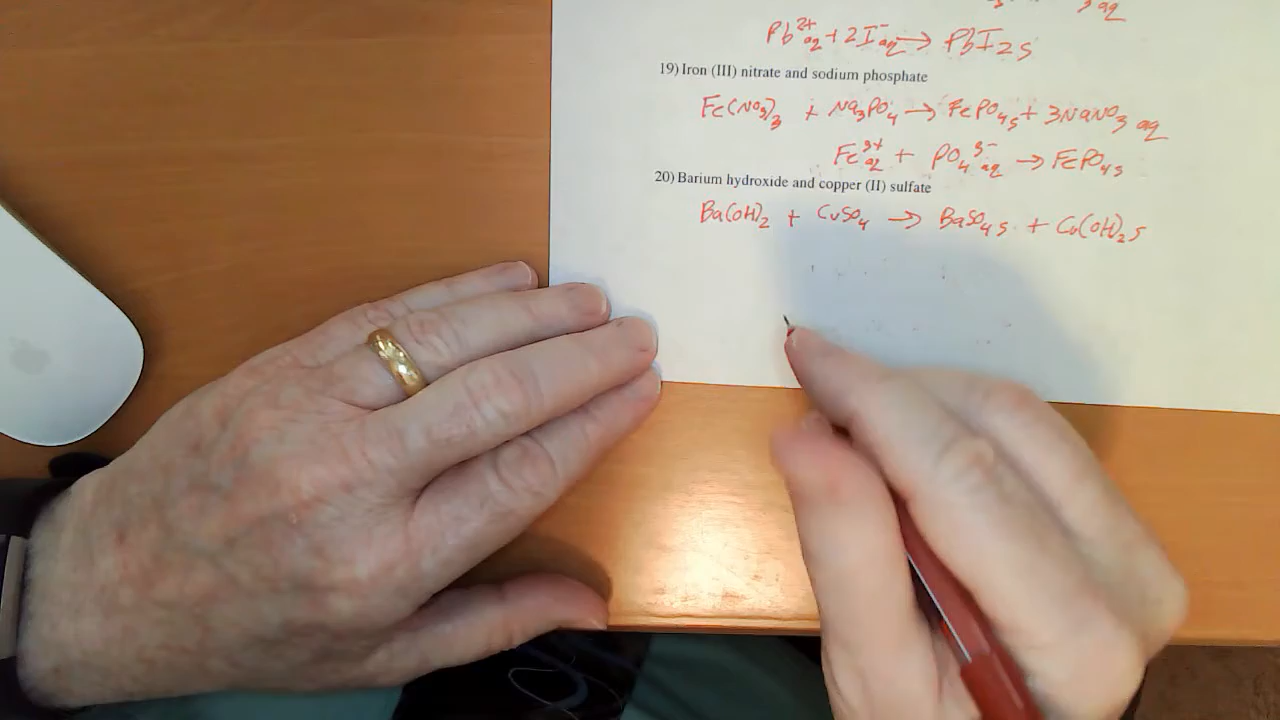 3 aq
Pb²⁺aq + 2I⁻aq → PbI₂ s
19) Iron (III) nitrate and sodium phosphate
Fe(NO₃)₃ + Na₃PO₄ → FePO₄ s + 3NaNO₃ aq
Fe³⁺aq + PO₄³⁻aq → FePO₄ s
20) Barium hydroxide and copper (II) sulfate
Ba(OH)₂ + CuSO₄ → BaSO₄ s + Cu(OH)₂ s